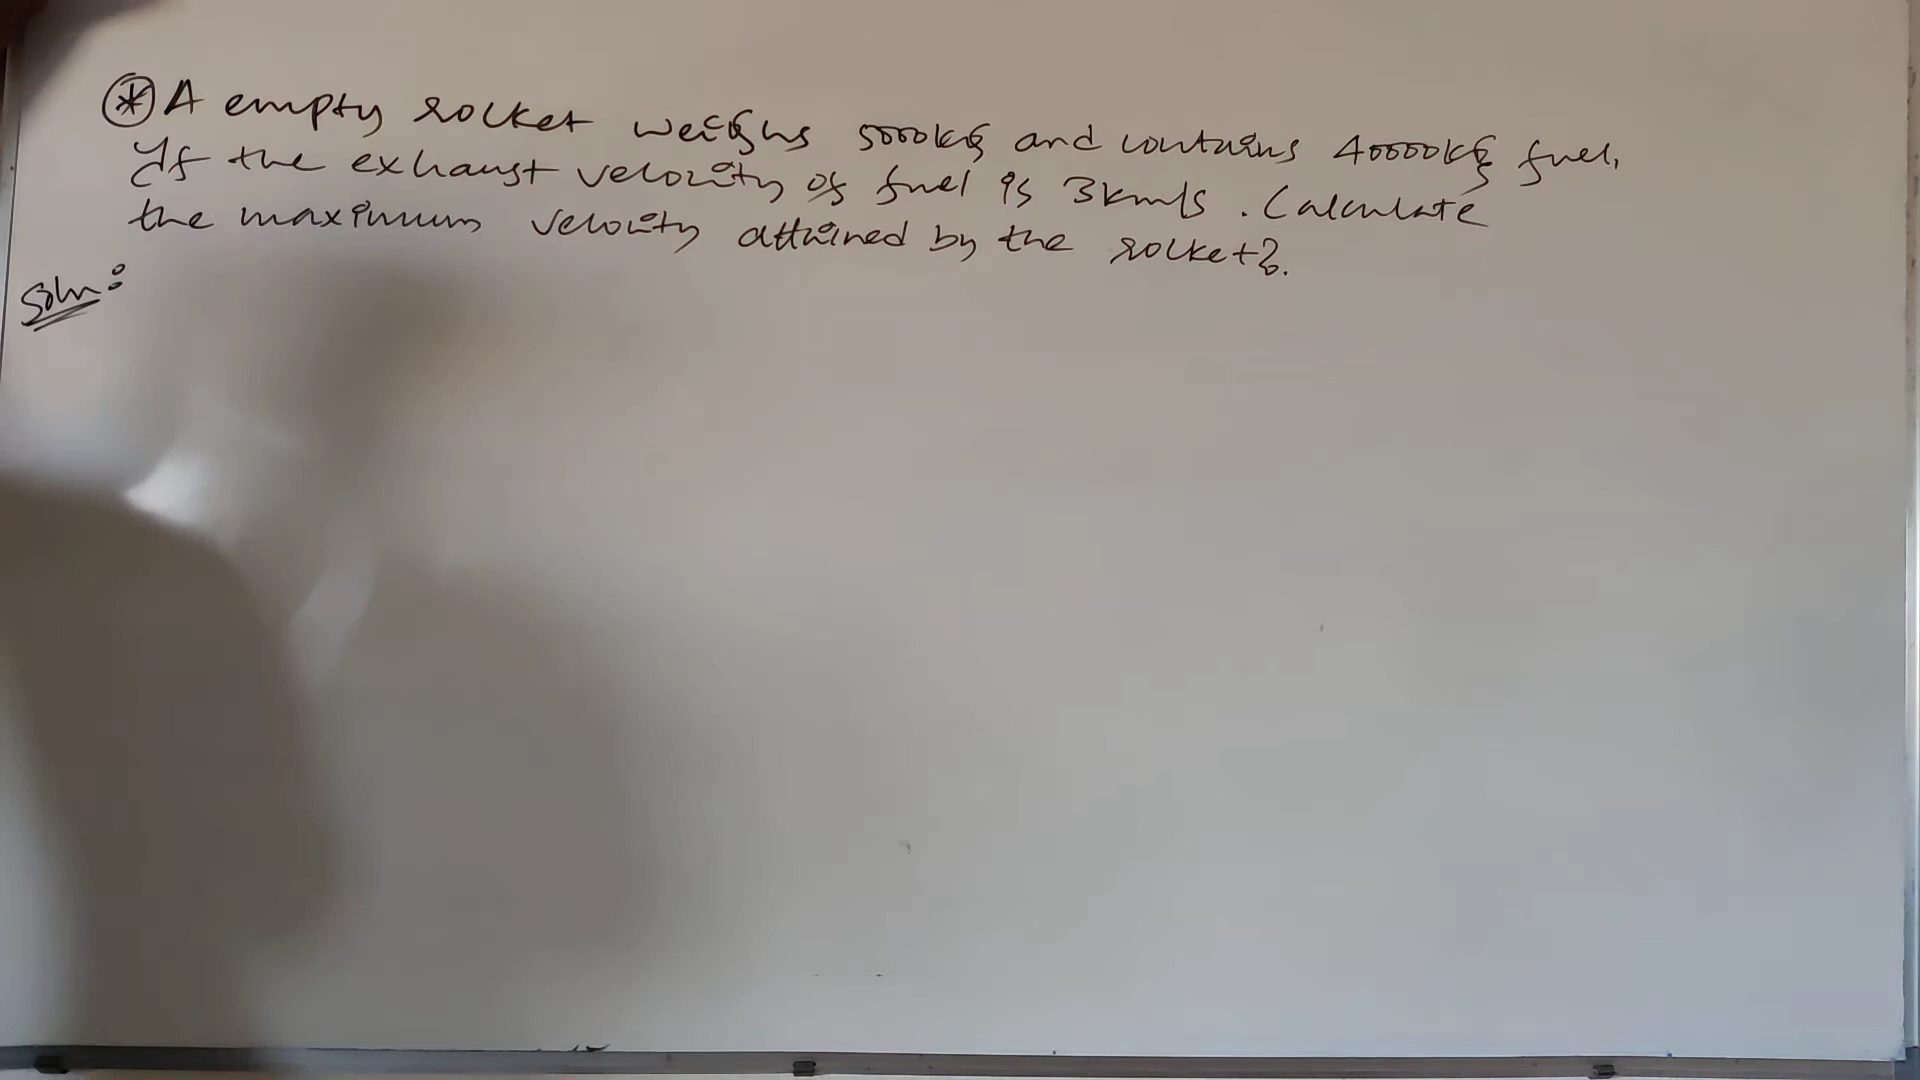 * A empty rocket weighs 5000kg and contains 40000kg fuel,
If the exhaust velocity of fuel is 3km/s. Calculate
the maximum velocity attained by the rocket?.
Soln: